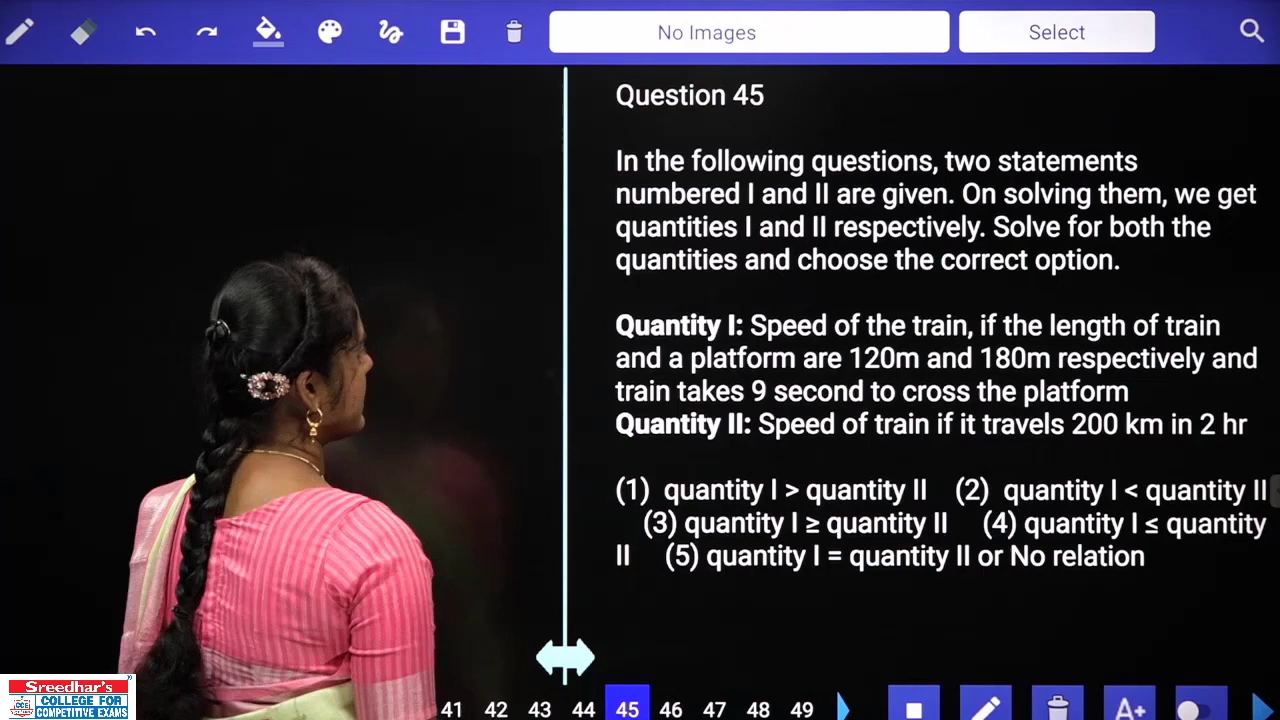 No Images
Select
Question 45
In the following questions, two statements
numbered I and II are given. On solving them, we get
quantities I and II respectively. Solve for both the
quantities and choose the correct option.
Quantity I: Speed of the train, if the length of train
and a platform are 120m and 180m respectively and
train takes 9 second to cross the platform
Quantity II: Speed of train if it travels 200 km in 2 hr
(1) quantity I > quantity II (2) quantity I < quantity II
(3) quantity I ≥ quantity II (4) quantity I ≤ quantity
II (5) quantity I = quantity II or No relation
Sreedhar's
CCE
COLLEGE FOR
COMPETITIVE EXAMS
41 42 43 44 45 46 47 48 49
A+